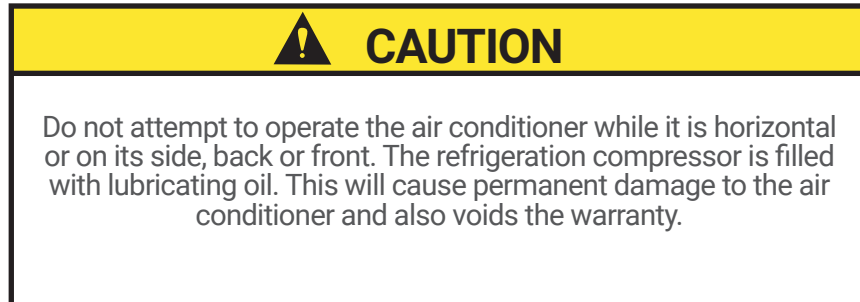 CAUTION
Do not attempt to operate the air conditioner while it is horizontal
or on its side, back or front. The refrigeration compressor is filled
with lubricating oil. This will cause permanent damage to the air
conditioner and also voids the warranty.